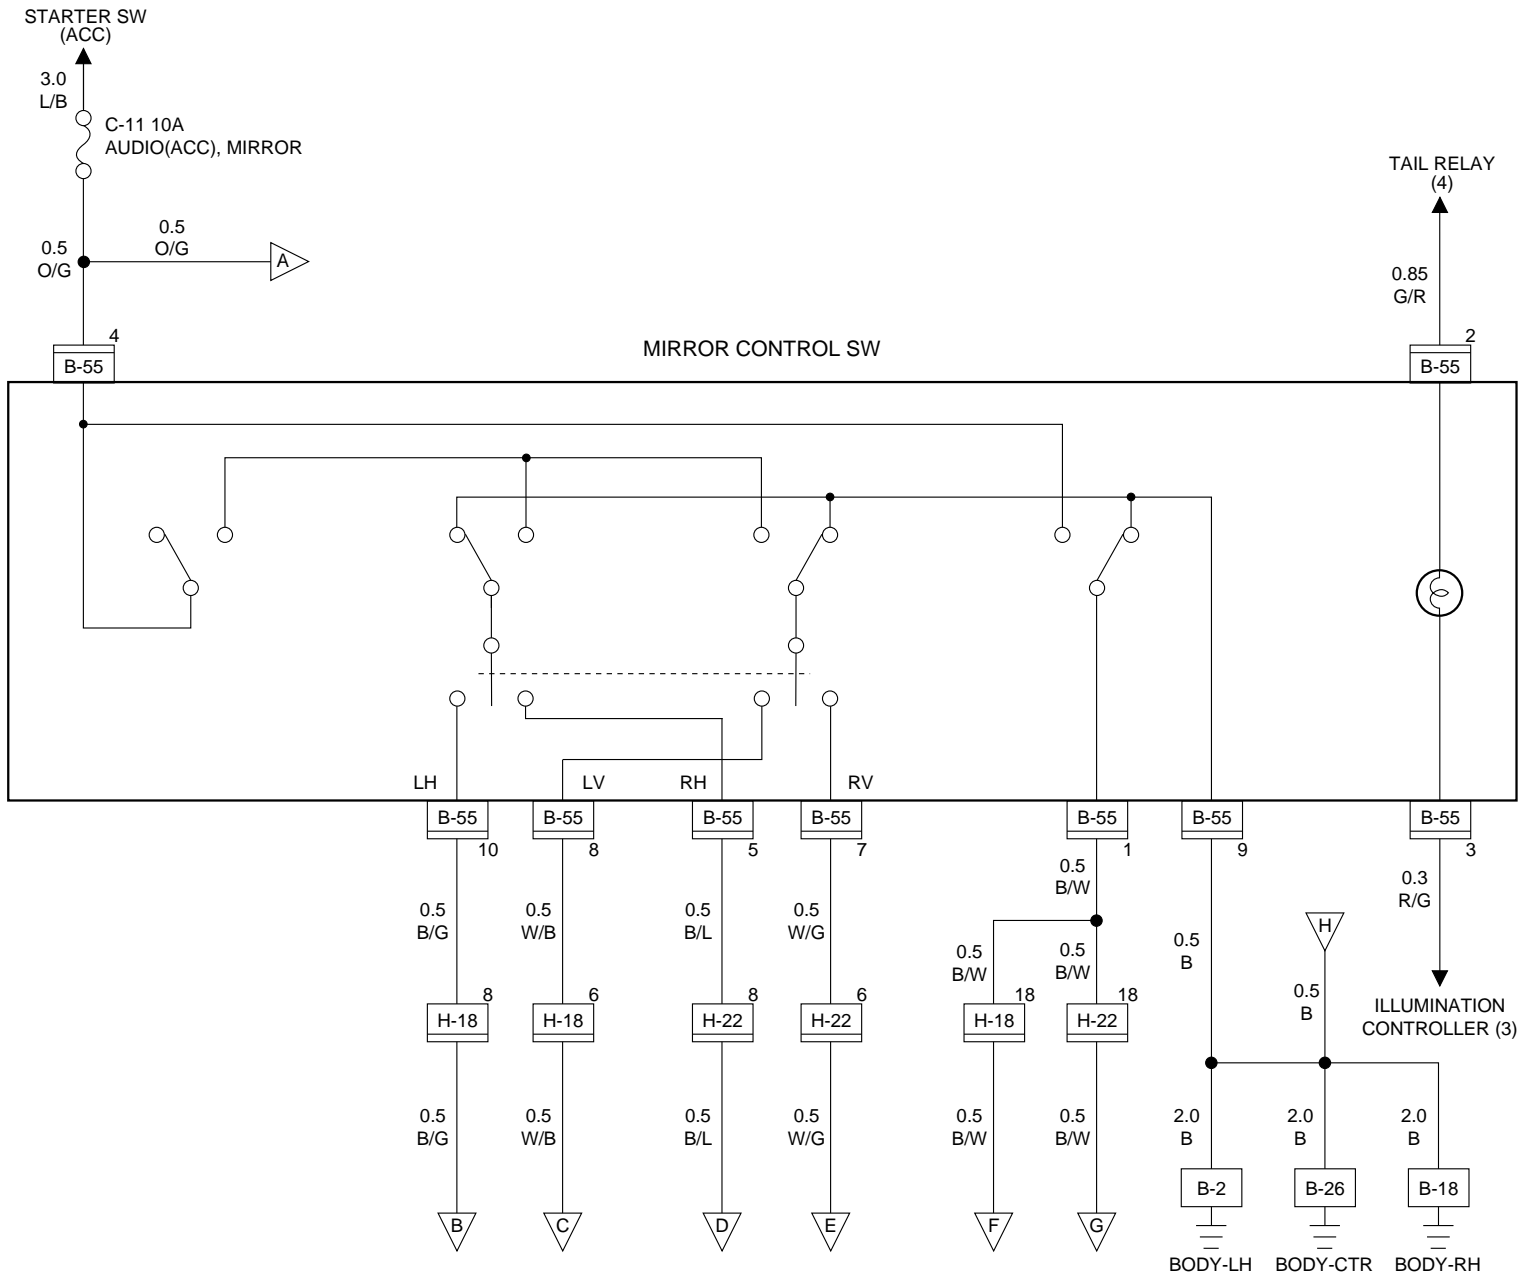 STARTER SW
(ACC)
3.0
L/B
C-11 10A
AUDIO(ACC), MIRROR
TAIL RELAY
(4)
0.5
O/G
0.5
O/G
A
0.85
G/R
4
B-55
MIRROR CONTROL SW
2
B-55
LH
LV
RH
RV
B-55
B-55
B-55
B-55
B-55
B-55
B-55
10
8
5
7
1
9
3
0.5
B/W
0.3
R/G
0.5
B/G
0.5
W/B
0.5
B/L
0.5
W/G
0.5
B/W
0.5
B/W
0.5
B
H
0.5
B
8
H-18
6
H-18
8
H-22
6
H-22
18
H-18
18
H-22
ILLUMINATION
CONTROLLER (3)
0.5
B/G
0.5
W/B
0.5
B/L
0.5
W/G
0.5
B/W
0.5
B/W
2.0
B
2.0
B
2.0
B
B-2
B-26
B-18
B
C
D
E
F
G
BODY-LH
BODY-CTR
BODY-RH